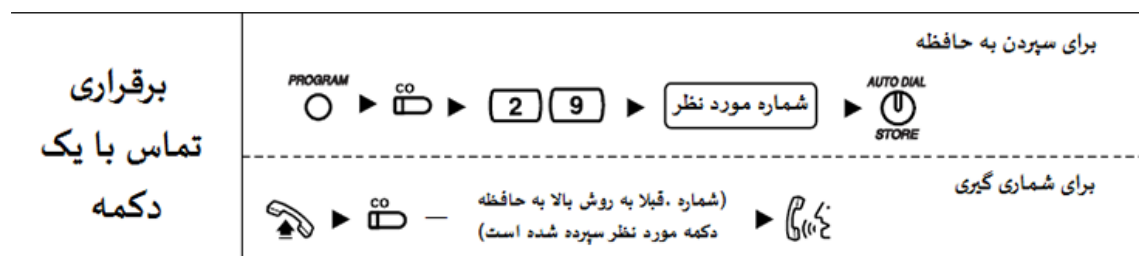 برقراری
تماس با یک
دکمه
برای سپردن به حافظه
PROGRAM
CO
2 9
شماره مورد نظر
AUTO DIAL
STORE
برای شماری گیری
CO
(شماره ،قبلا به روش بالا به حافظه
دکمه مورد نظر سپرده شده است)